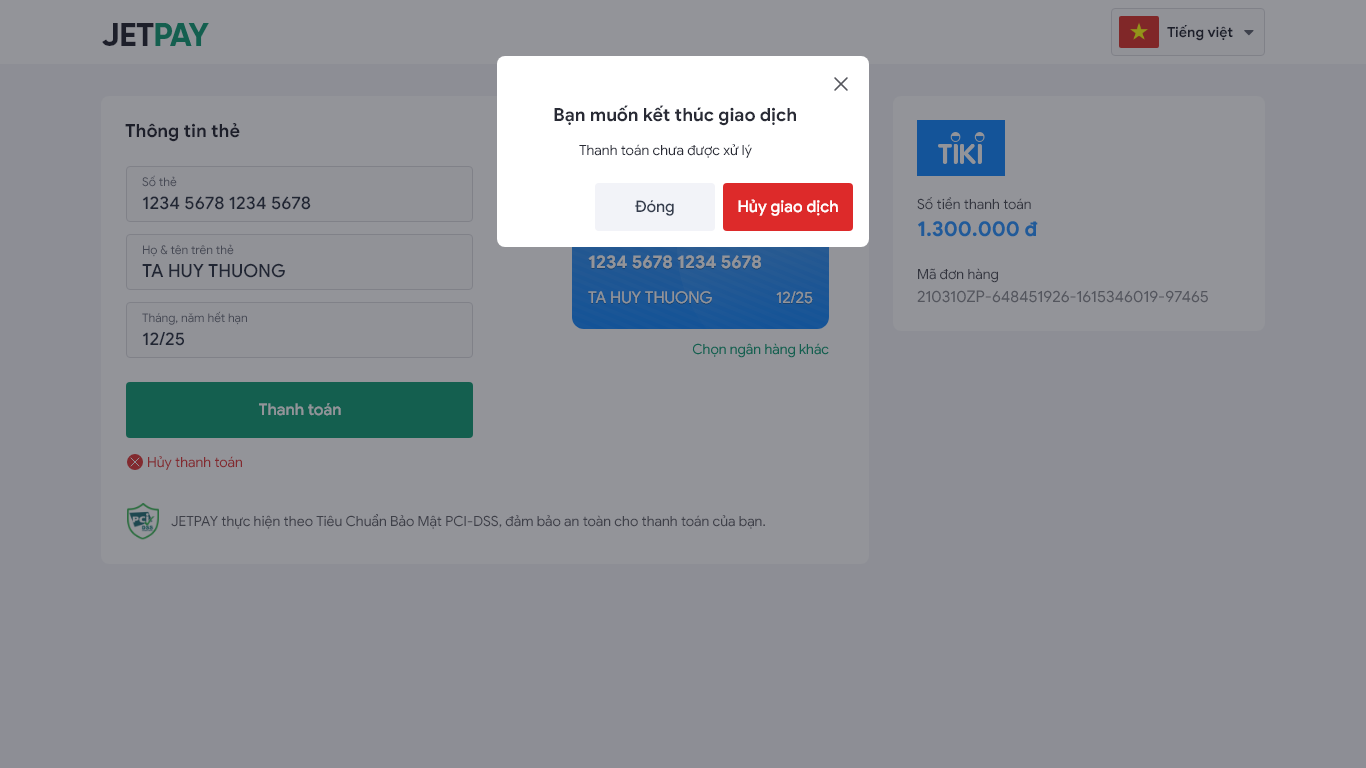 JETPAY
Tiếng việt
Bạn muốn kết thúc giao dịch
Thanh toán chưa được xử lý
Đóng
Hủy giao dịch
Thông tin thẻ
Số thẻ
1234 5678 1234 5678
Họ & tên trên thẻ
TA HUY THUONG
Tháng, năm hết hạn
12/25
1234 5678 1234 5678
TA HUY THUONG 12/25
Chọn ngân hàng khác
Thanh toán
Hủy thanh toán
PCI DSS
JETPAY thực hiện theo Tiêu Chuẩn Bảo Mật PCI-DSS, đảm bảo an toàn cho thanh toán của bạn.
TIKI
Số tiền thanh toán
1.300.000 đ
Mã đơn hàng
210310ZP-648451926-1615346019-97465